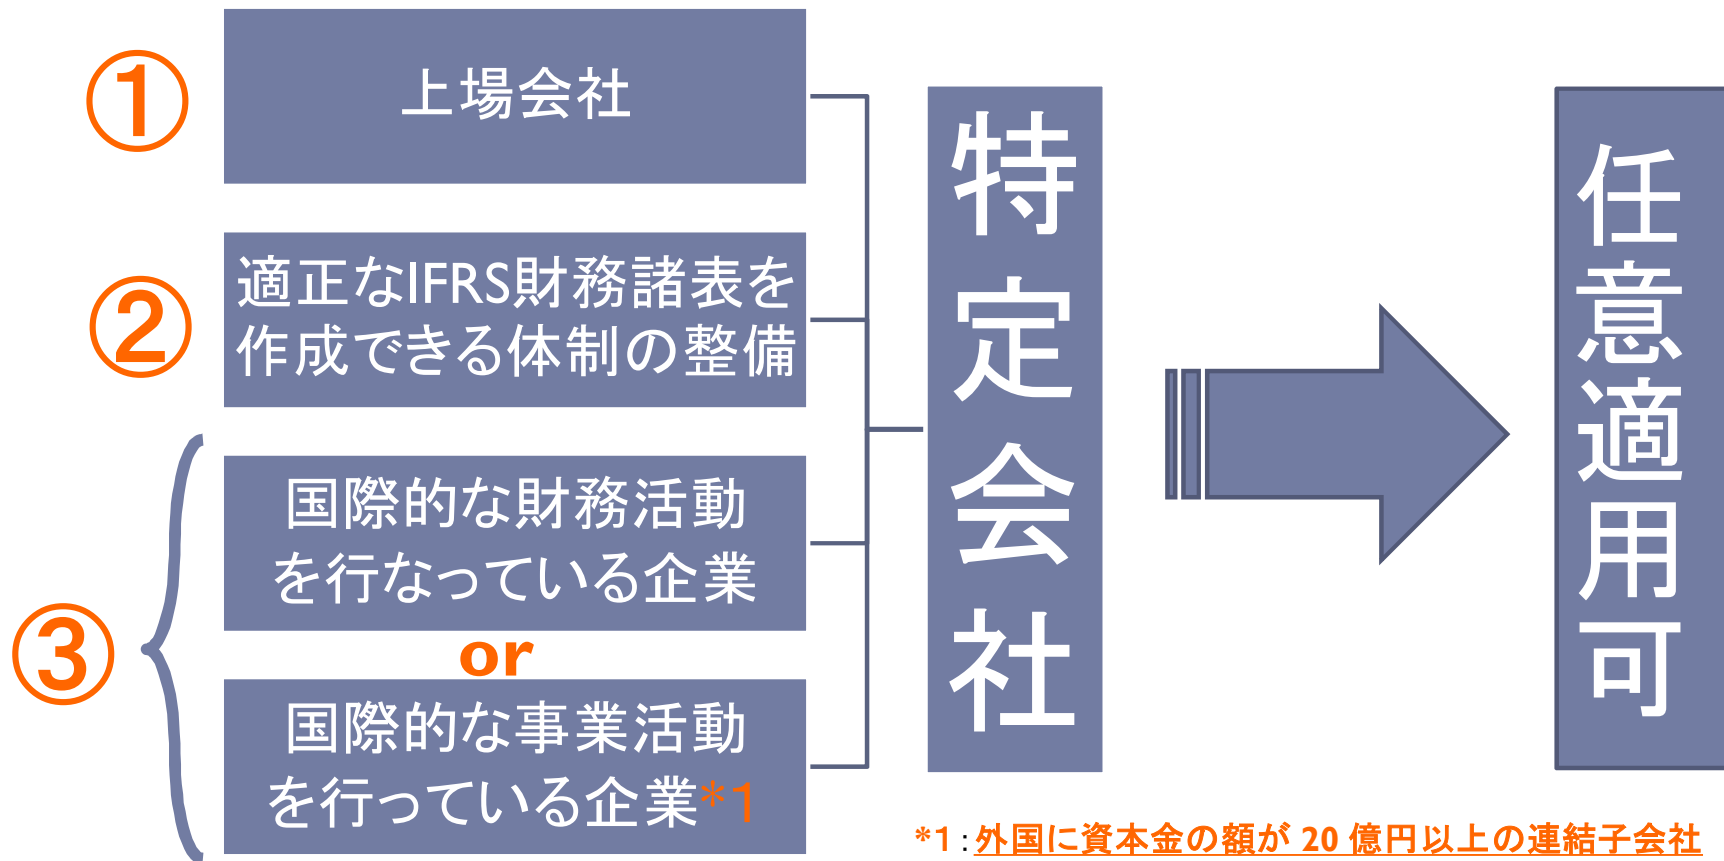 ①
上場会社
②
適正なIFRS財務諸表を
作成できる体制の整備
③
国際的な財務活動
を行なっている企業
or
国際的な事業活動
を行っている企業*1
特定会社
任意適用可
*1:外国に資本金の額が 20 億円以上の連結子会社